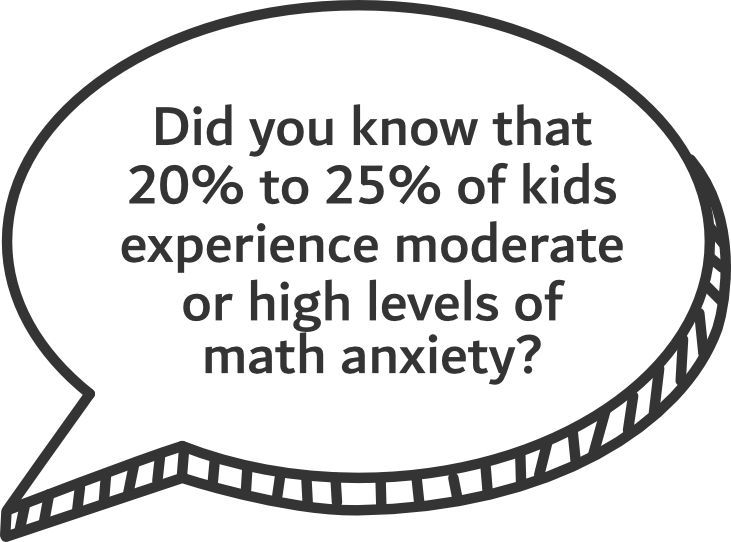 Did you know that
20% to 25% of kids
experience moderate
or high levels of
math anxiety?